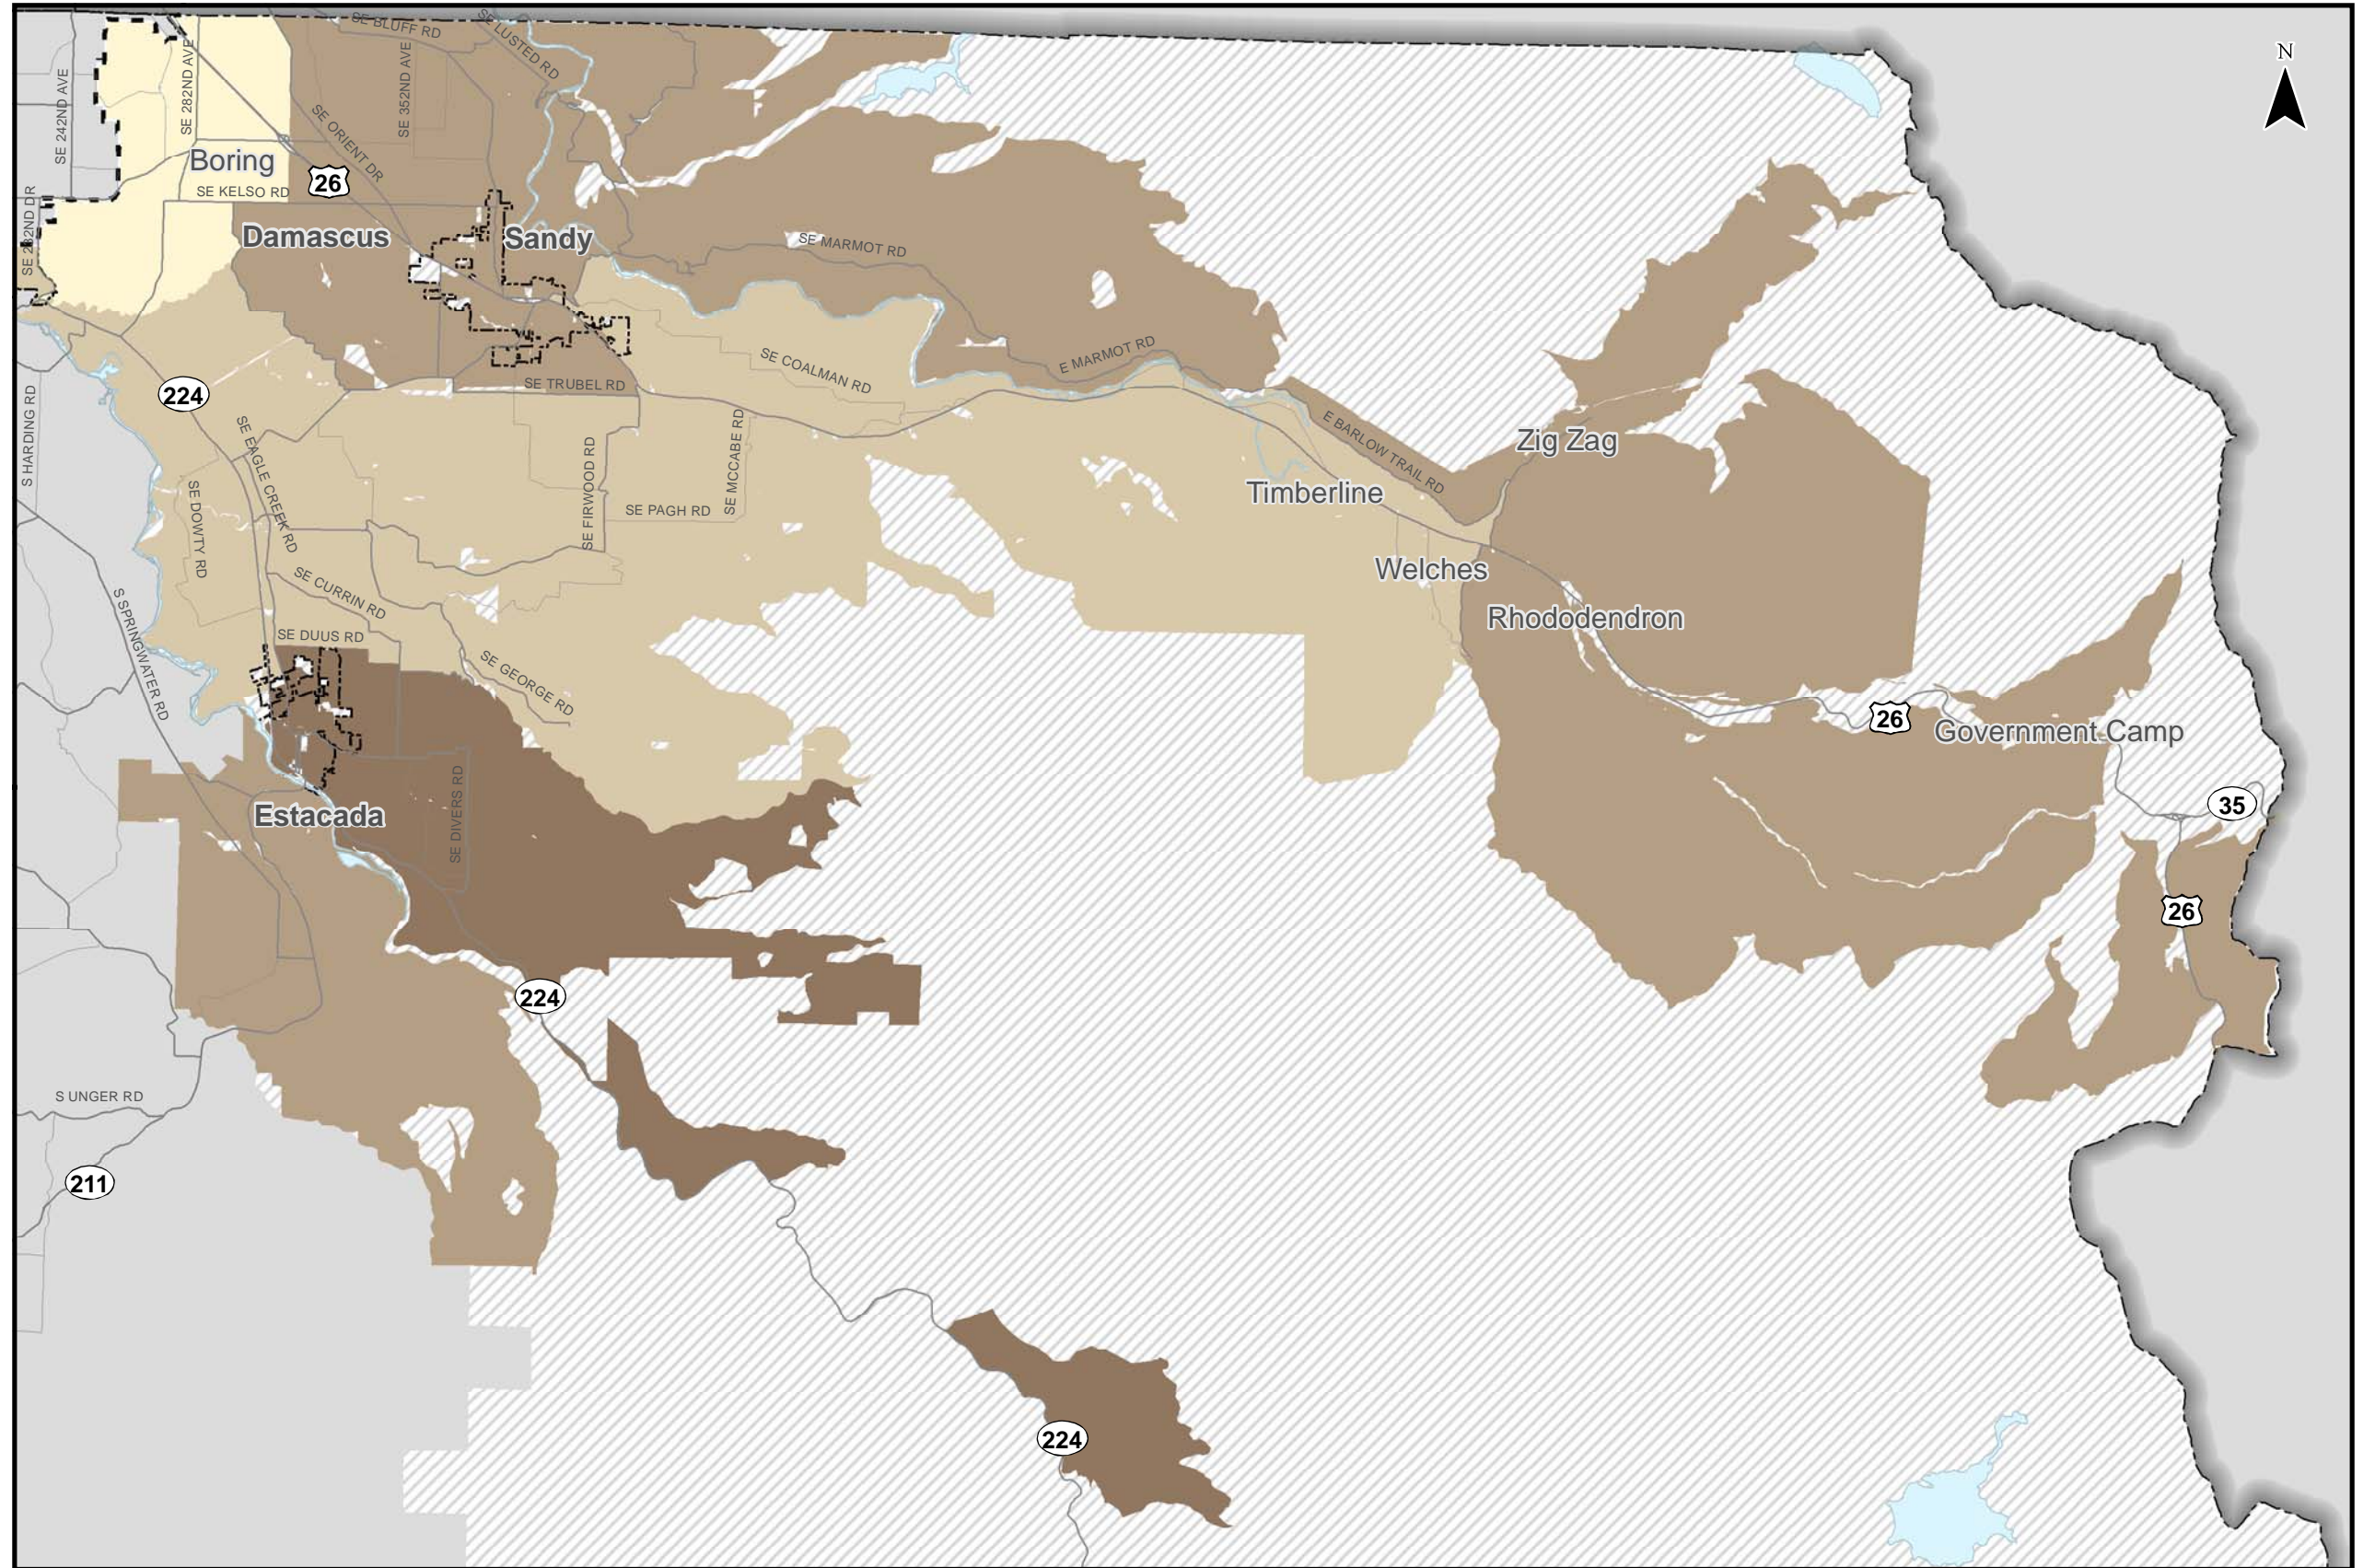 SE BLUFF RD
SE LUSTED RD
N
SE 282ND AVE
SE 352ND AVE
SE 242ND AVE
SE ORIENT DR
Boring
26
SE KELSO RD
Damascus
Sandy
SE MARMOT RD
E MARMOT RD
SE COALMAN RD
SE TRUBEL RD
224
S HARDING RD
SE EAGLE CREEK RD
SE FIRWOOD RD
SE MCCABE RD
E BARLOW TRAIL RD
Zig Zag
Timberline
SE DOWTY RD
SE PAGH RD
Welches
SE CURRIN RD
S SPRINGWATER RD
Rhododendron
SE DUUS RD
SE GEORGE RD
26
Government Camp
SE DIVERS RD
Estacada
35
26
224
S UNGER RD
211
224